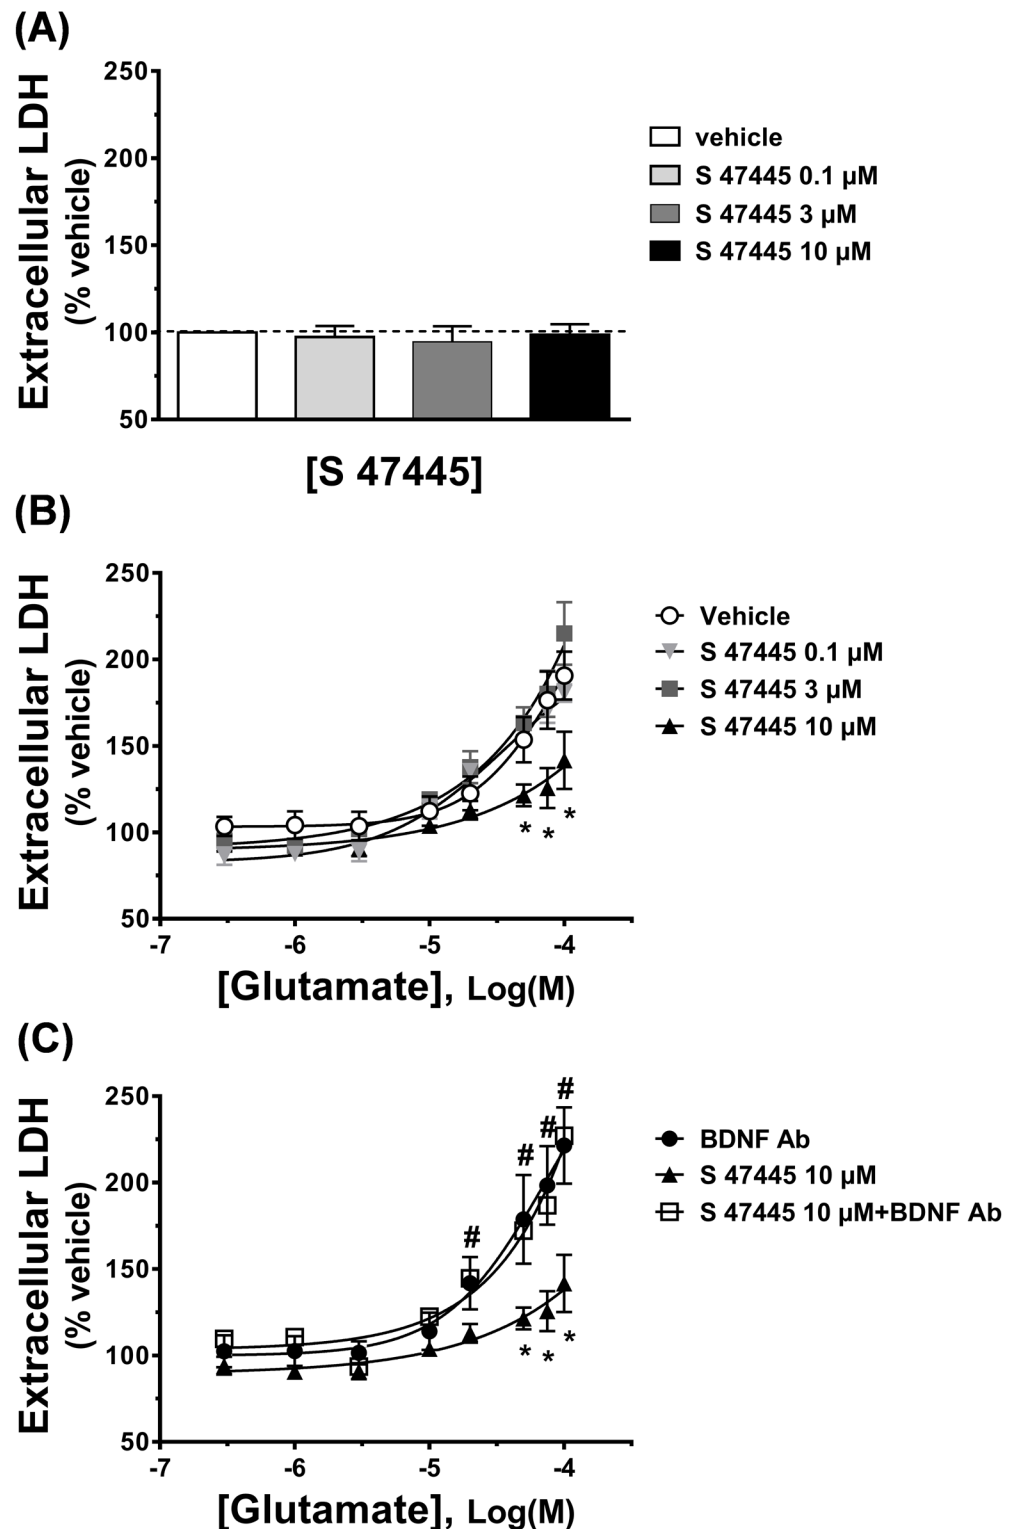 (A)
Extracellular LDH
(% vehicle)
250
200
150
100
50
[S 47445]
vehicle
S 47445 0.1 µM
S 47445 3 µM
S 47445 10 µM
(B)
Extracellular LDH
(% vehicle)
250
200
150
100
50
* * *
-7 -6 -5 -4
[Glutamate], Log(M)
Vehicle
S 47445 0.1 µM
S 47445 3 µM
S 47445 10 µM
(C)
Extracellular LDH
(% vehicle)
250
200
150
100
50
# # # #
* * *
-7 -6 -5 -4
[Glutamate], Log(M)
BDNF Ab
S 47445 10 µM
S 47445 10 µM+BDNF Ab